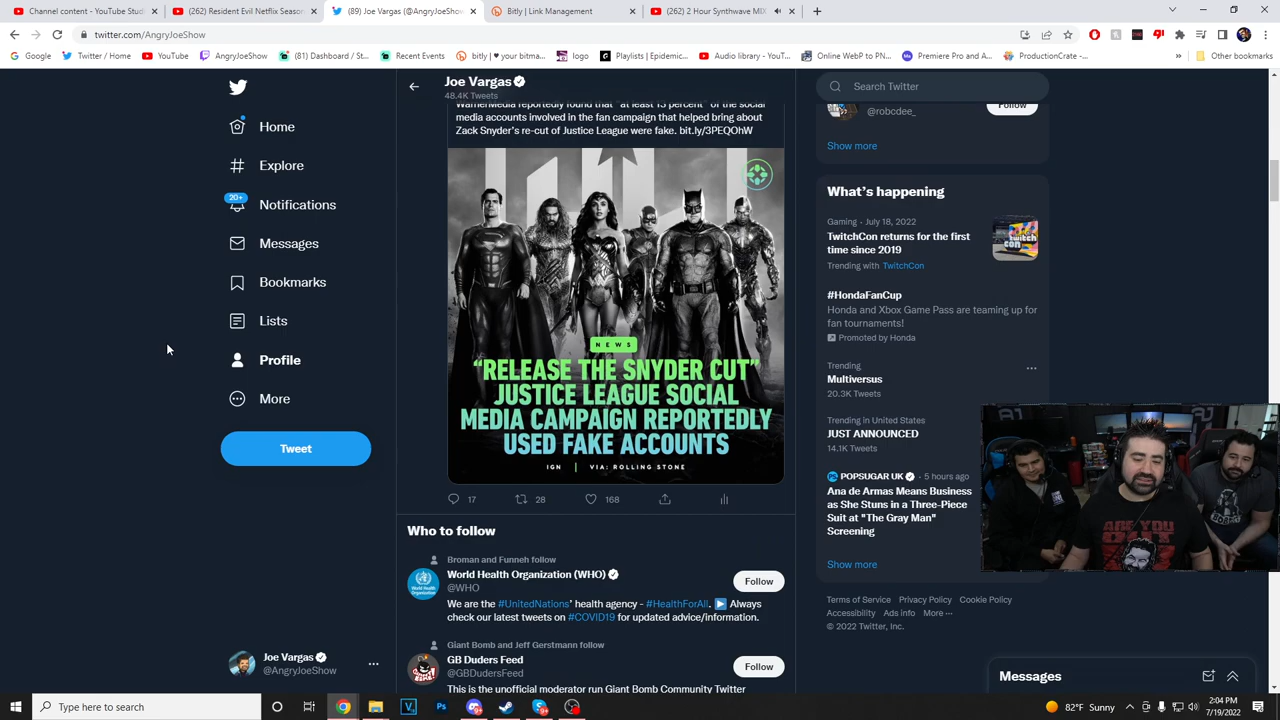 content - YouTube Stud
(262) Resident Evil Netflix Season
(89) Joe Vargas (@AngryJoeShow
Bitly | Link Management
(262) 2 Hour Synthwave MIX
twitter.com/AngryJoeShow
Google
Twitter / Home
YouTube
AngryJoeShow
(81) Dashboard / St...
Recent Events
bitly | ♥ your bitma...
logo
Playlists | Epidemic...
Audio library - YouT...
Online WebP to PN...
Premiere Pro and A...
ProductionCrate - ...
Other bookmarks
Home
Explore
20+
Notifications
Messages
Bookmarks
Lists
Profile
More
Tweet
Joe Vargas
@AngryJoeShow
Joe Vargas
48.4K Tweets
WarnerMedia reportedly found that "at least 13 percent" of the social
media accounts involved in the fan campaign that helped bring about
Zack Snyder's re-cut of Justice League were fake. bit.ly/3PEQOhW
NEWS
"RELEASE THE SNYDER CUT"
JUSTICE LEAGUE SOCIAL
MEDIA CAMPAIGN REPORTEDLY
USED FAKE ACCOUNTS
IGN | VIA: ROLLING STONE
17
28
168
Who to follow
Broman and Funneh follow
World Health Organization (WHO)
@WHO
Follow
We are the #UnitedNations' health agency - #HealthForAll. ▶ Always
check our latest tweets on #COVID19 for updated advice/information.
Giant Bomb and Jeff Gerstmann follow
GB Duders Feed
@GBDudersFeed
Follow
This is the unofficial moderator run Giant Bomb Community Twitter
Search Twitter
@robcdee_
Follow
Show more
What's happening
Gaming · July 18, 2022
TwitchCon returns for the first
time since 2019
Trending with TwitchCon
twitch
con
#HondaFanCup
Honda and Xbox Game Pass are teaming up for
fan tournaments!
Promoted by Honda
Trending
Multiversus
20.3K Tweets
Trending in United States
JUST ANNOUNCED
14.1K Tweets
POPSUGAR UK · 5 hours ago
Ana de Armas Means Business
as She Stuns in a Three-Piece
Suit at "The Gray Man"
Screening
Show more
Terms of Service Privacy Policy Cookie Policy
Accessibility Ads info More ···
© 2022 Twitter, Inc.
ARE YOU
Messages
Type here to search
82°F Sunny
2:04 PM
7/19/2022